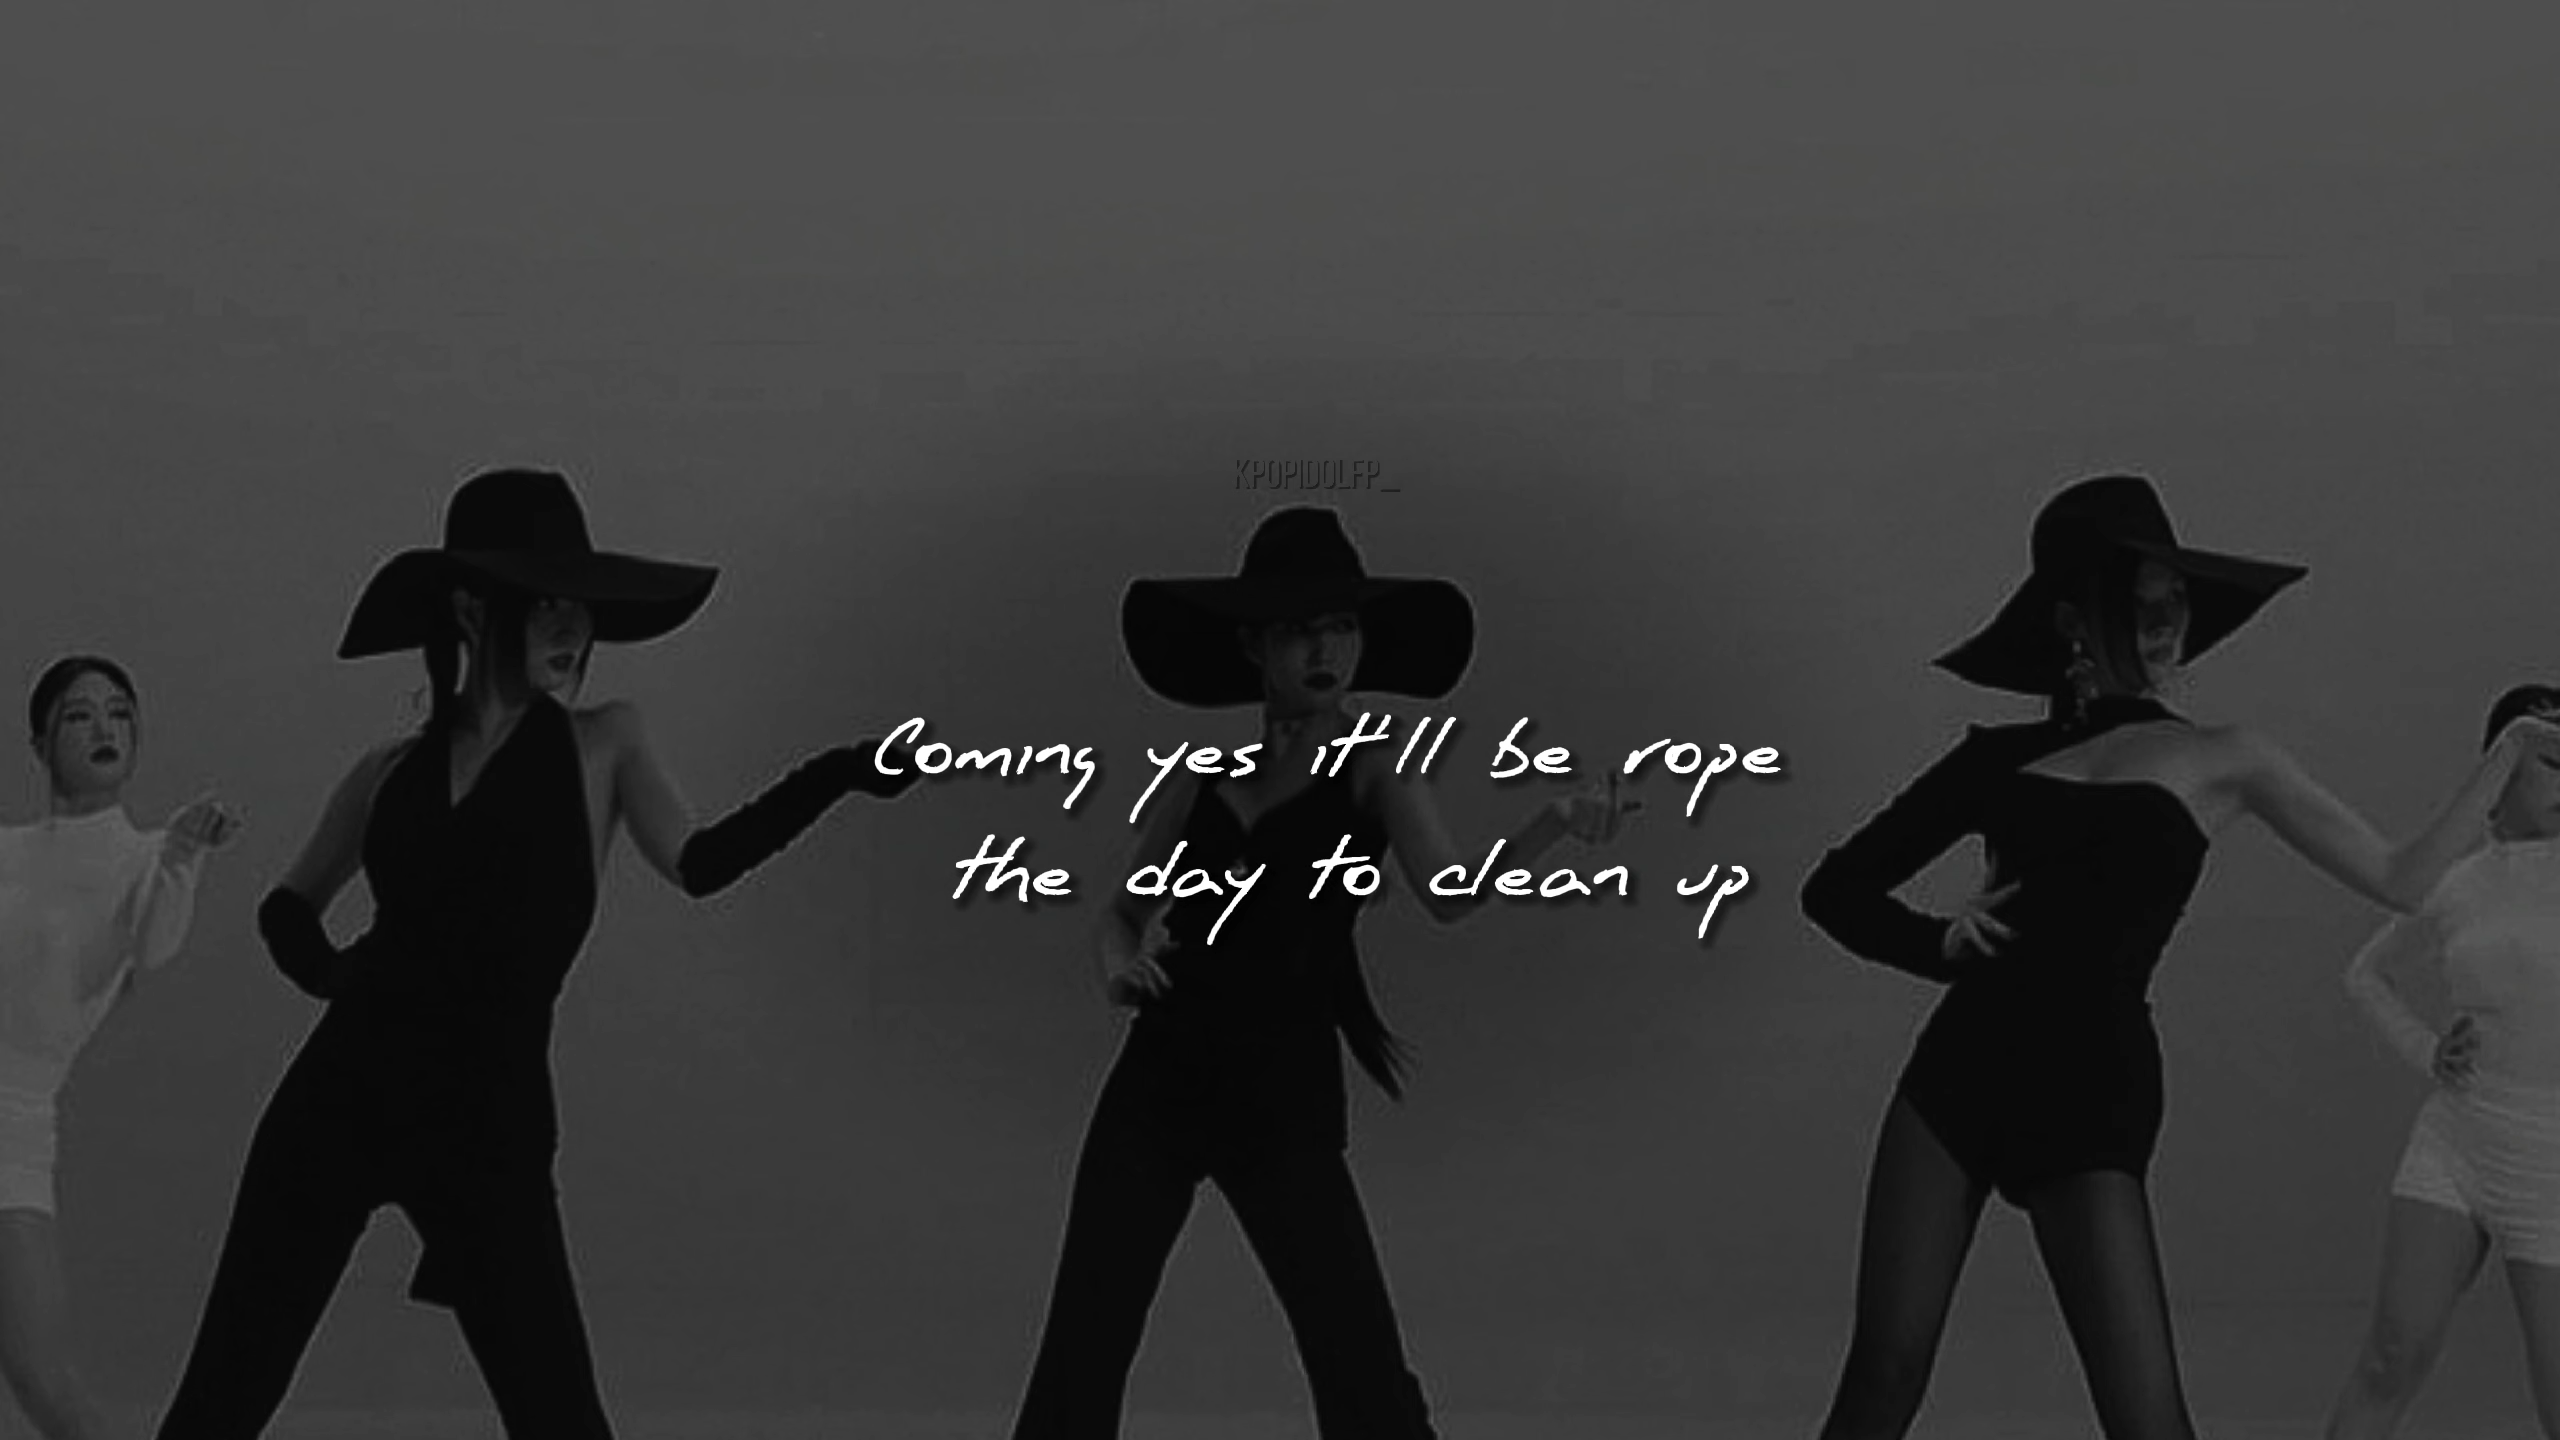 KPOPIDOLFP_
Coming yes it'll be rope
the day to clean up